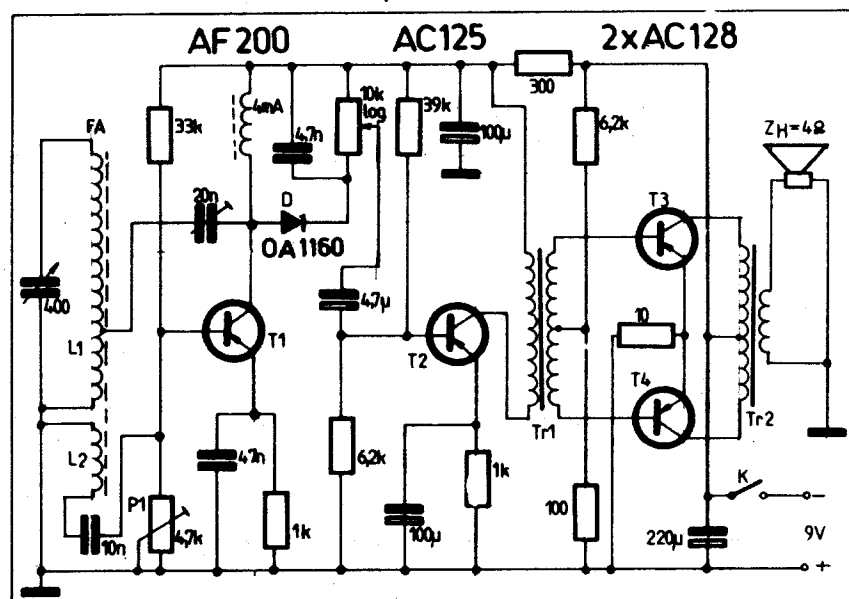 AF 200 AC125 2xAC128
FA
33k
4mA
4,7n
10k
log.
39k
100µ
300
6,2k
ZH=4Ω
20n
D
OA1160
T3
400
4,7µ
T1
T2
10
L1
Tr1
T4
Tr2
L2
47n
6,2k
1k
P1
4,7k
10n
1k
100µ
100
K
−
220µ
9V
+